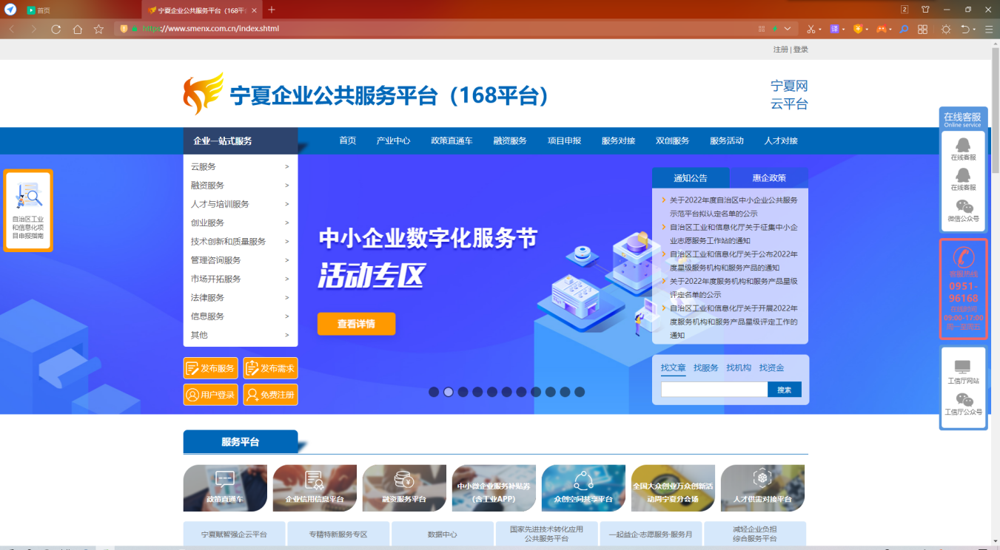 首页
宁夏企业公共服务平台（168平
2
https://www.smenx.com.cn/index.shtml
译
注册 | 登录
宁夏企业公共服务平台（168平台）
宁夏网
云平台
企业一站式服务
首页 产业中心 政策直通车 融资服务 项目申报 服务对接 双创服务 服务活动 人才对接
云服务 >
融资服务 >
人才与培训服务 >
创业服务 >
技术创新和质量服务 >
管理咨询服务 >
市场开拓服务 >
法律服务 >
信息服务 >
其他 >
发布服务 发布需求
用户登录 免费注册
自治区工业
和信息化项
目申报指南
中小企业数字化服务节
活动专区
查看详情
通知公告 惠企政策
关于2022年度自治区中小企业公共服务
示范平台拟认定名单的公示
自治区工业和信息化厅关于征集中小企
业志愿服务工作站的通知
自治区工业和信息化厅关于公布2022年
度星级服务机构和服务产品的通知
关于2022年度服务机构和服务产品星级
评定名单的公示
自治区工业和信息化厅关于开展2022年
度服务机构和服务产品星级评定工作的
通知
找文章 找服务 找机构 找资金
搜索
在线客服
Online service
在线客服
在线客服
微信公众号
客服热线
0951-
96168
在线时间
09:00-17:00
周一至周五
工信厅网站
工信厅公众号
服务平台
政策直通车
企业信用信息平台
融资服务平台
中小微企业服务补贴券
(含工业APP)
众创空间共享平台
全国大众创业万众创新活
动周宁夏分会场
人才供需对接平台
宁夏赋智强企云平台
专精特新服务专区
数据中心
国家先进技术转化应用
公共服务平台
一起益企·志愿服务·服务月
减轻企业负担
综合服务平台